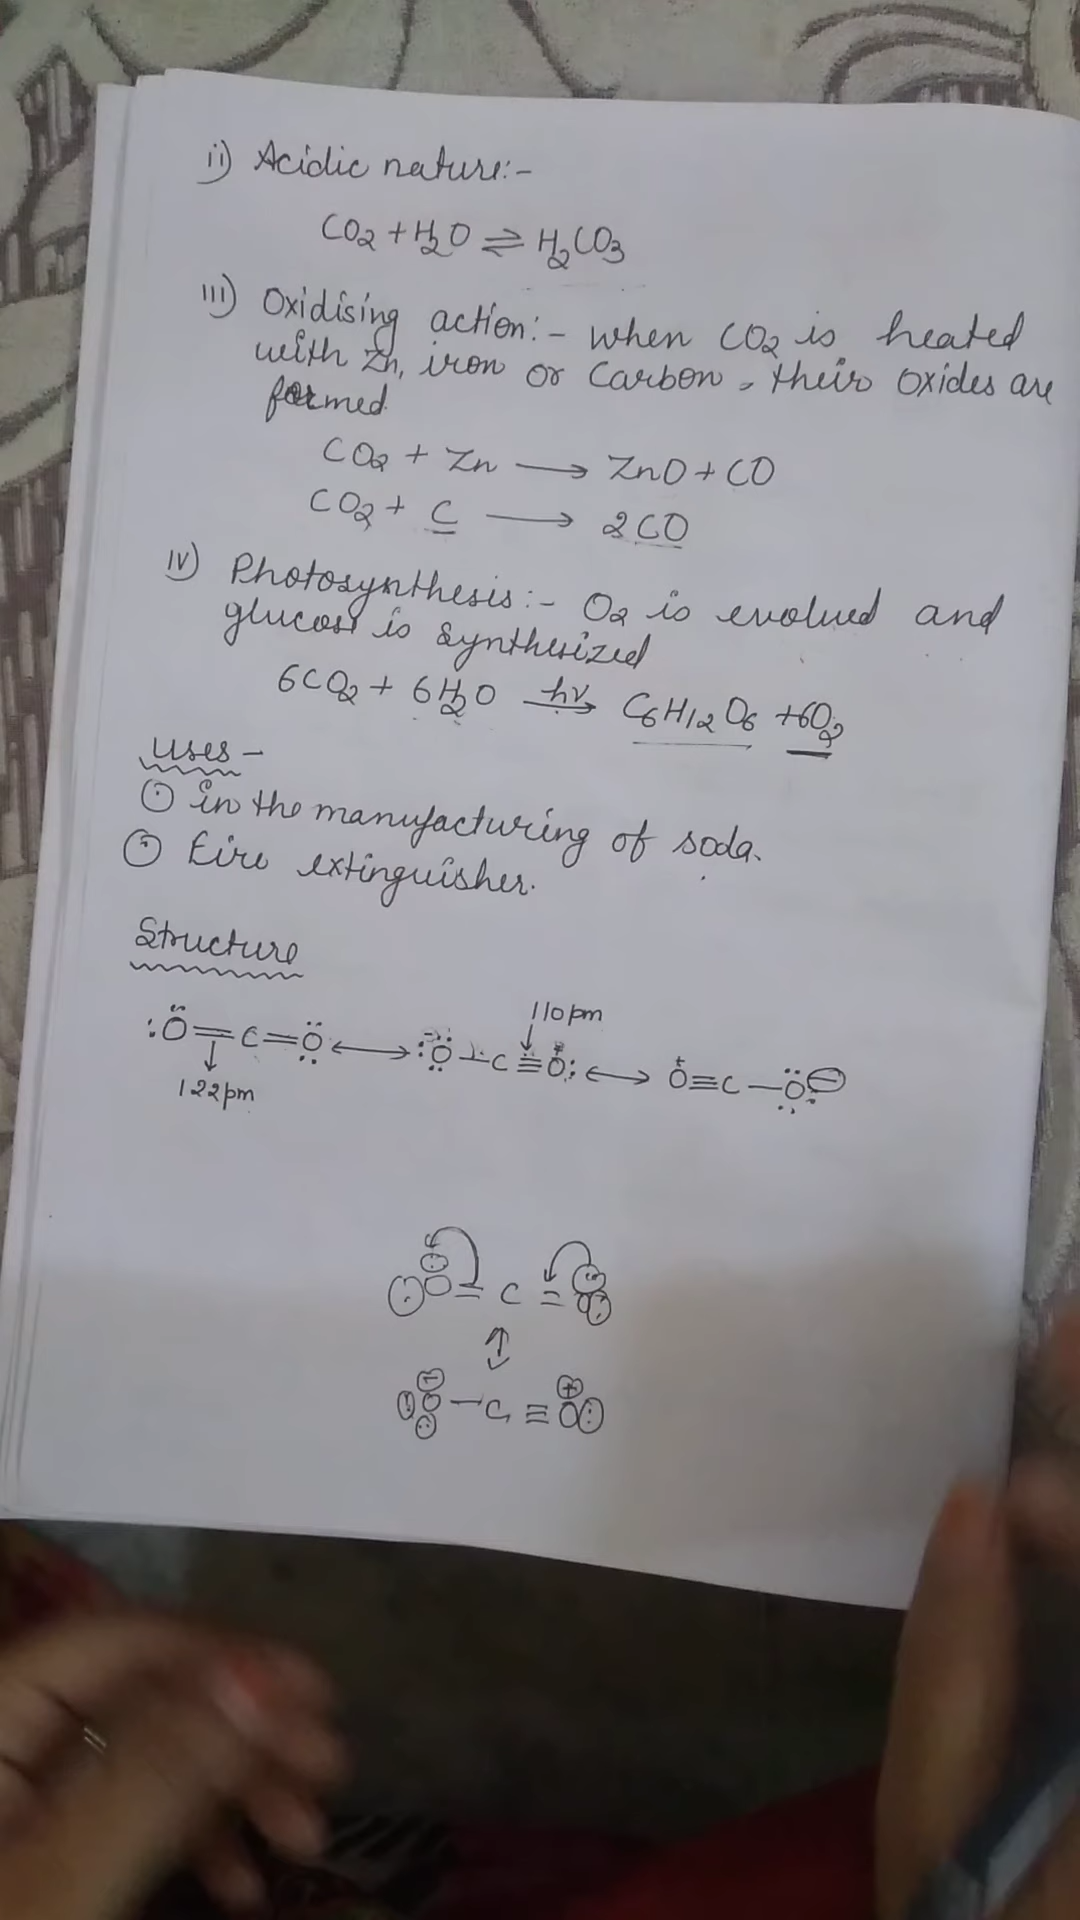 ii) Acidic nature:-
CO2 + H2O ⇌ H2CO3
iii) Oxidising action:- when CO2 is heated
with Zn, iron or Carbon, their oxides are
formed
CO2 + Zn ⟶ ZnO + CO
CO2 + C ⟶ 2CO
iv) Photosynthesis:- O2 is evolved and
glucose is synthesized
6CO2 + 6H2O hν⟶ C6H12O6 + 6O2
Uses -
① in the manufacturing of soda.
② Fire extinguisher.
Structure
110pm
:Ö=C=Ö ⟷ :Ö-C≡O: ⟷ O≡C-Ö⊖
122pm
O=C=O
↕
O-C≡O